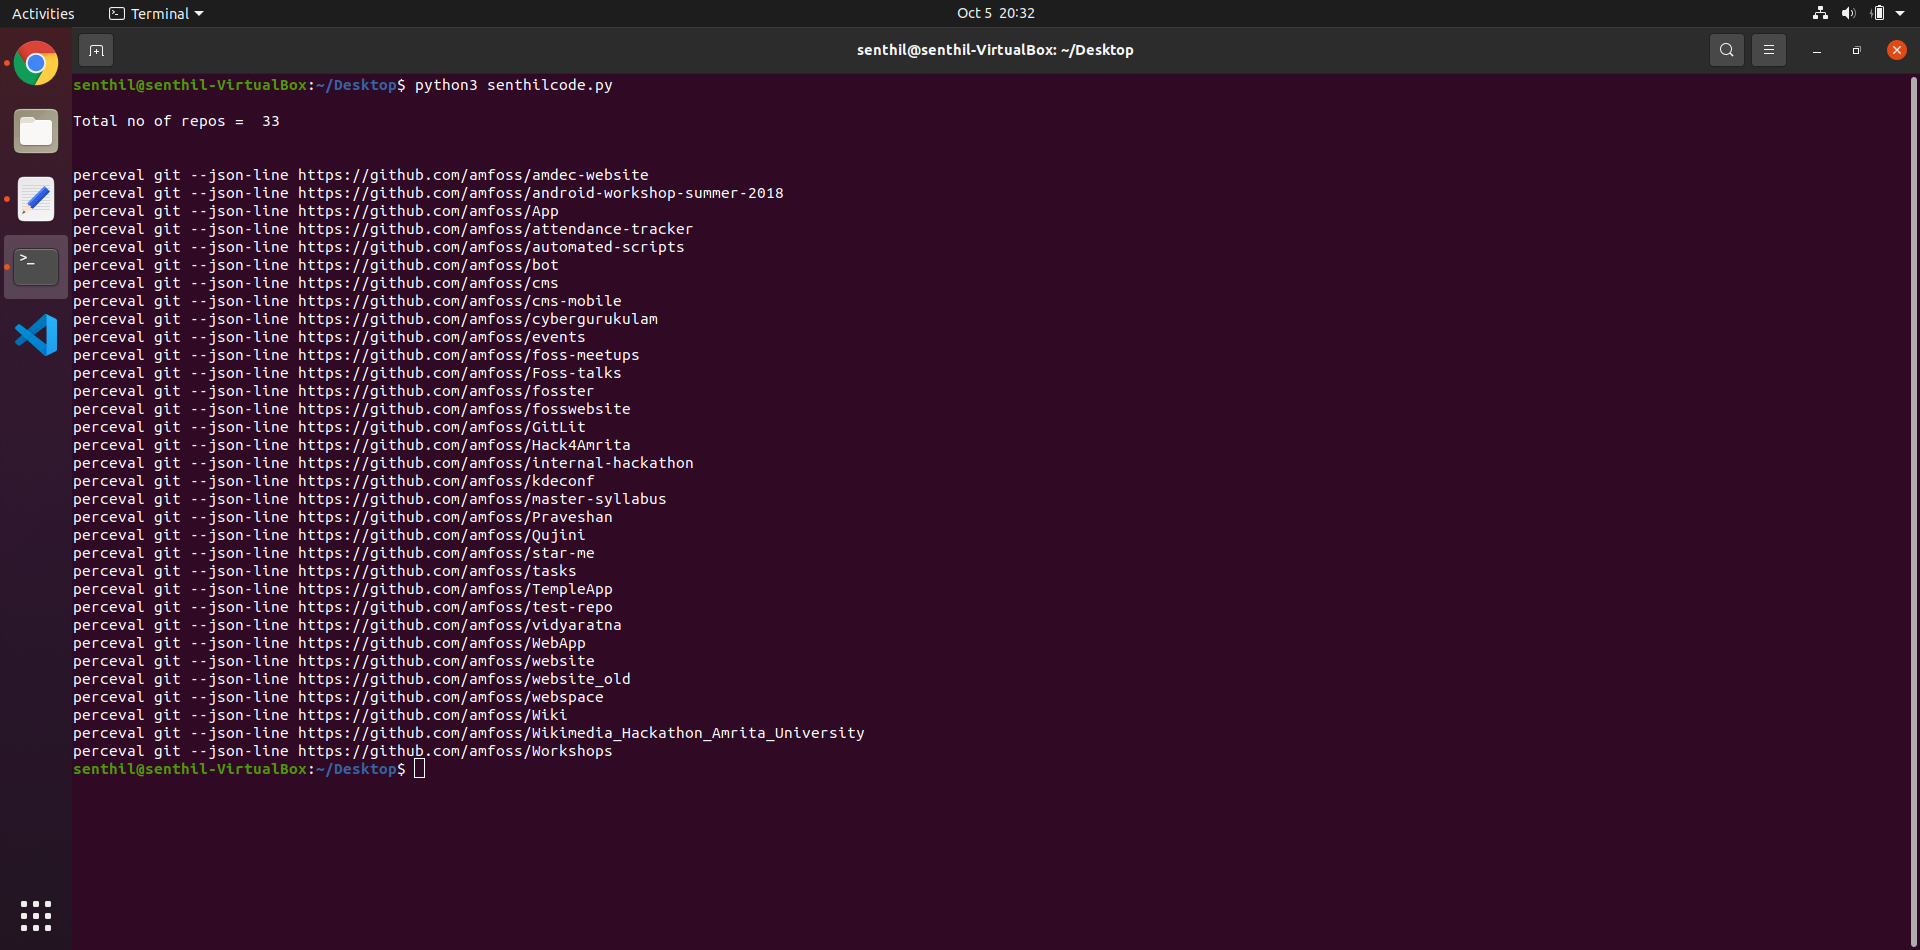 Activities Terminal Oct 5 20:32
senthil@senthil-VirtualBox: ~/Desktop
senthil@senthil-VirtualBox:~/Desktop$ python3 senthilcode.py
Total no of repos =  33
perceval git --json-line https://github.com/amfoss/amdec-website
perceval git --json-line https://github.com/amfoss/android-workshop-summer-2018
perceval git --json-line https://github.com/amfoss/App
perceval git --json-line https://github.com/amfoss/attendance-tracker
perceval git --json-line https://github.com/amfoss/automated-scripts
perceval git --json-line https://github.com/amfoss/bot
perceval git --json-line https://github.com/amfoss/cms
perceval git --json-line https://github.com/amfoss/cms-mobile
perceval git --json-line https://github.com/amfoss/cybergurukulam
perceval git --json-line https://github.com/amfoss/events
perceval git --json-line https://github.com/amfoss/foss-meetups
perceval git --json-line https://github.com/amfoss/Foss-talks
perceval git --json-line https://github.com/amfoss/fosster
perceval git --json-line https://github.com/amfoss/fosswebsite
perceval git --json-line https://github.com/amfoss/GitLit
perceval git --json-line https://github.com/amfoss/Hack4Amrita
perceval git --json-line https://github.com/amfoss/internal-hackathon
perceval git --json-line https://github.com/amfoss/kdeconf
perceval git --json-line https://github.com/amfoss/master-syllabus
perceval git --json-line https://github.com/amfoss/Praveshan
perceval git --json-line https://github.com/amfoss/Qujini
perceval git --json-line https://github.com/amfoss/star-me
perceval git --json-line https://github.com/amfoss/tasks
perceval git --json-line https://github.com/amfoss/TempleApp
perceval git --json-line https://github.com/amfoss/test-repo
perceval git --json-line https://github.com/amfoss/vidyaratna
perceval git --json-line https://github.com/amfoss/WebApp
perceval git --json-line https://github.com/amfoss/website
perceval git --json-line https://github.com/amfoss/website_old
perceval git --json-line https://github.com/amfoss/webspace
perceval git --json-line https://github.com/amfoss/Wiki
perceval git --json-line https://github.com/amfoss/Wikimedia_Hackathon_Amrita_University
perceval git --json-line https://github.com/amfoss/Workshops
senthil@senthil-VirtualBox:~/Desktop$